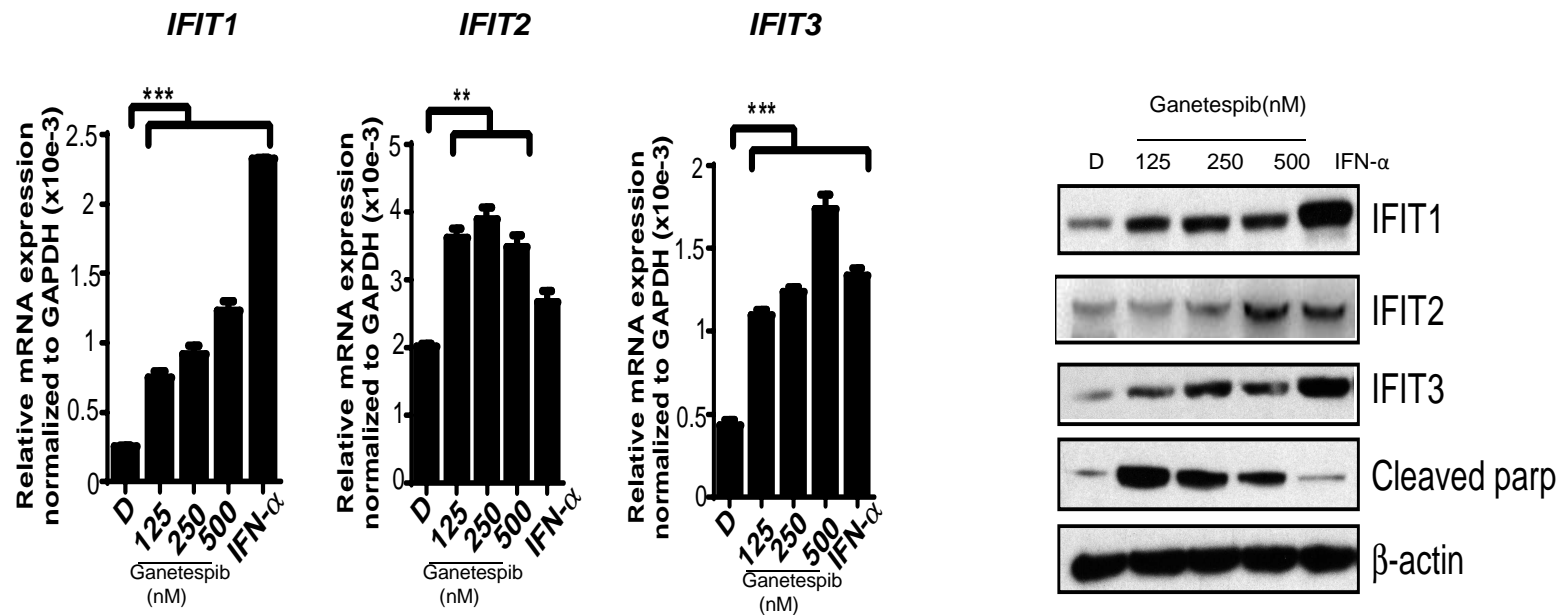 IFIT1
***
Relative mRNA expression
normalized to GAPDH (x10e-3)
2.5
2
1.5
1
0.5
0
D
125
250
500
IFN-α
Ganetespib
(nM)
IFIT2
**
Relative mRNA expression
normalized to GAPDH (x10e-3)
5
4
3
2
1
0
D
125
250
500
IFN-α
Ganetespib
(nM)
IFIT3
***
Relative mRNA expression
normalized to GAPDH (x10e-3)
2
1.5
1
0.5
0
D
125
250
500
IFN-α
Ganetespib
(nM)
Ganetespib(nM)
D 125 250 500 IFN-α
IFIT1
IFIT2
IFIT3
Cleaved parp
β-actin